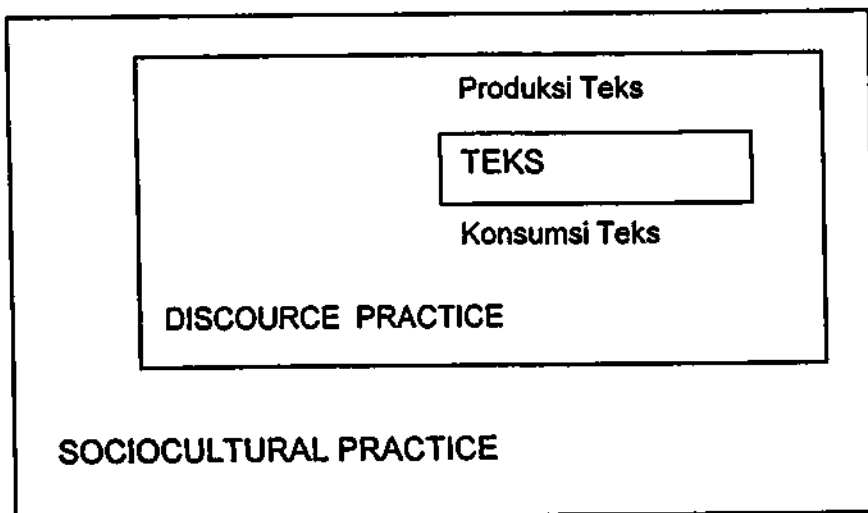 Produksi Teks
TEKS
Konsumsi Teks
DISCOURCE PRACTICE
SOCIOCULTURAL PRACTICE